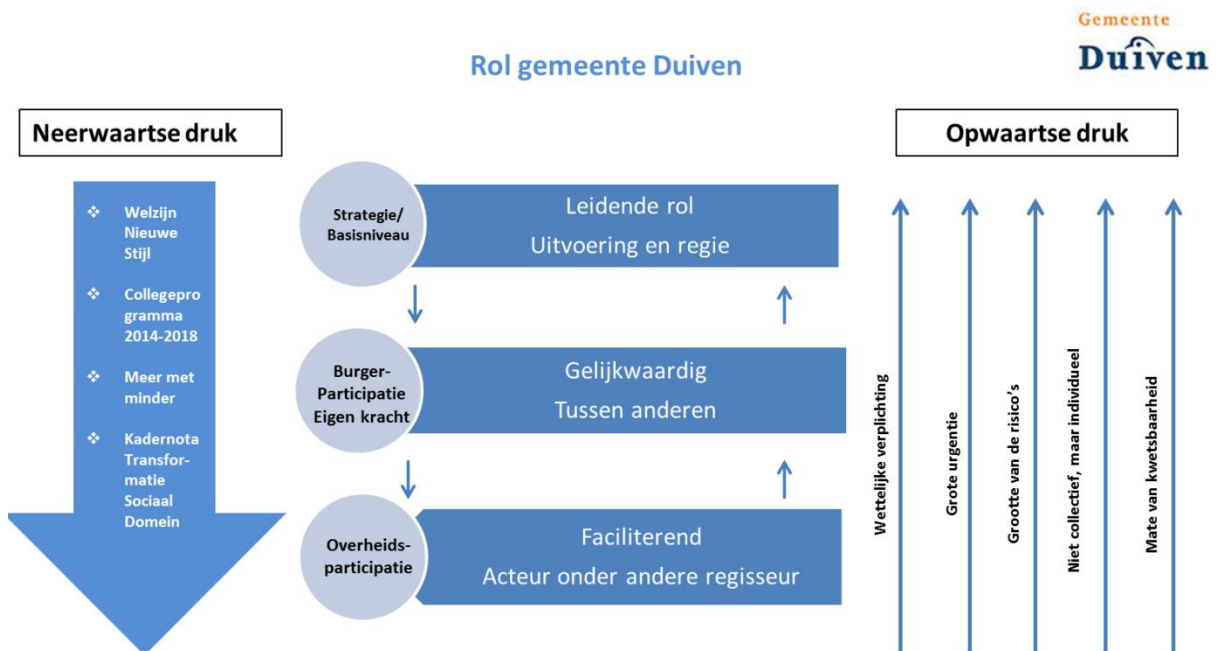 Gemeente
Duiven
Rol gemeente Duiven
Neerwaartse druk
❖ Welzijn
Nieuwe
Stijl
❖ Collegepro
gramma
2014-2018
❖ Meer met
minder
❖ Kadernota
Transfor-
matie
Sociaal
Domein
Strategie/
Basisniveau
Leidende rol
Uitvoering en regie
Burger-
Participatie
Eigen kracht
Gelijkwaardig
Tussen anderen
Overheids-
participatie
Faciliterend
Acteur onder andere regisseur
Opwaartse druk
Wettelijke verplichting
Grote urgentie
Grootte van de risico's
Niet collectief, maar individueel
Mate van kwetsbaarheid